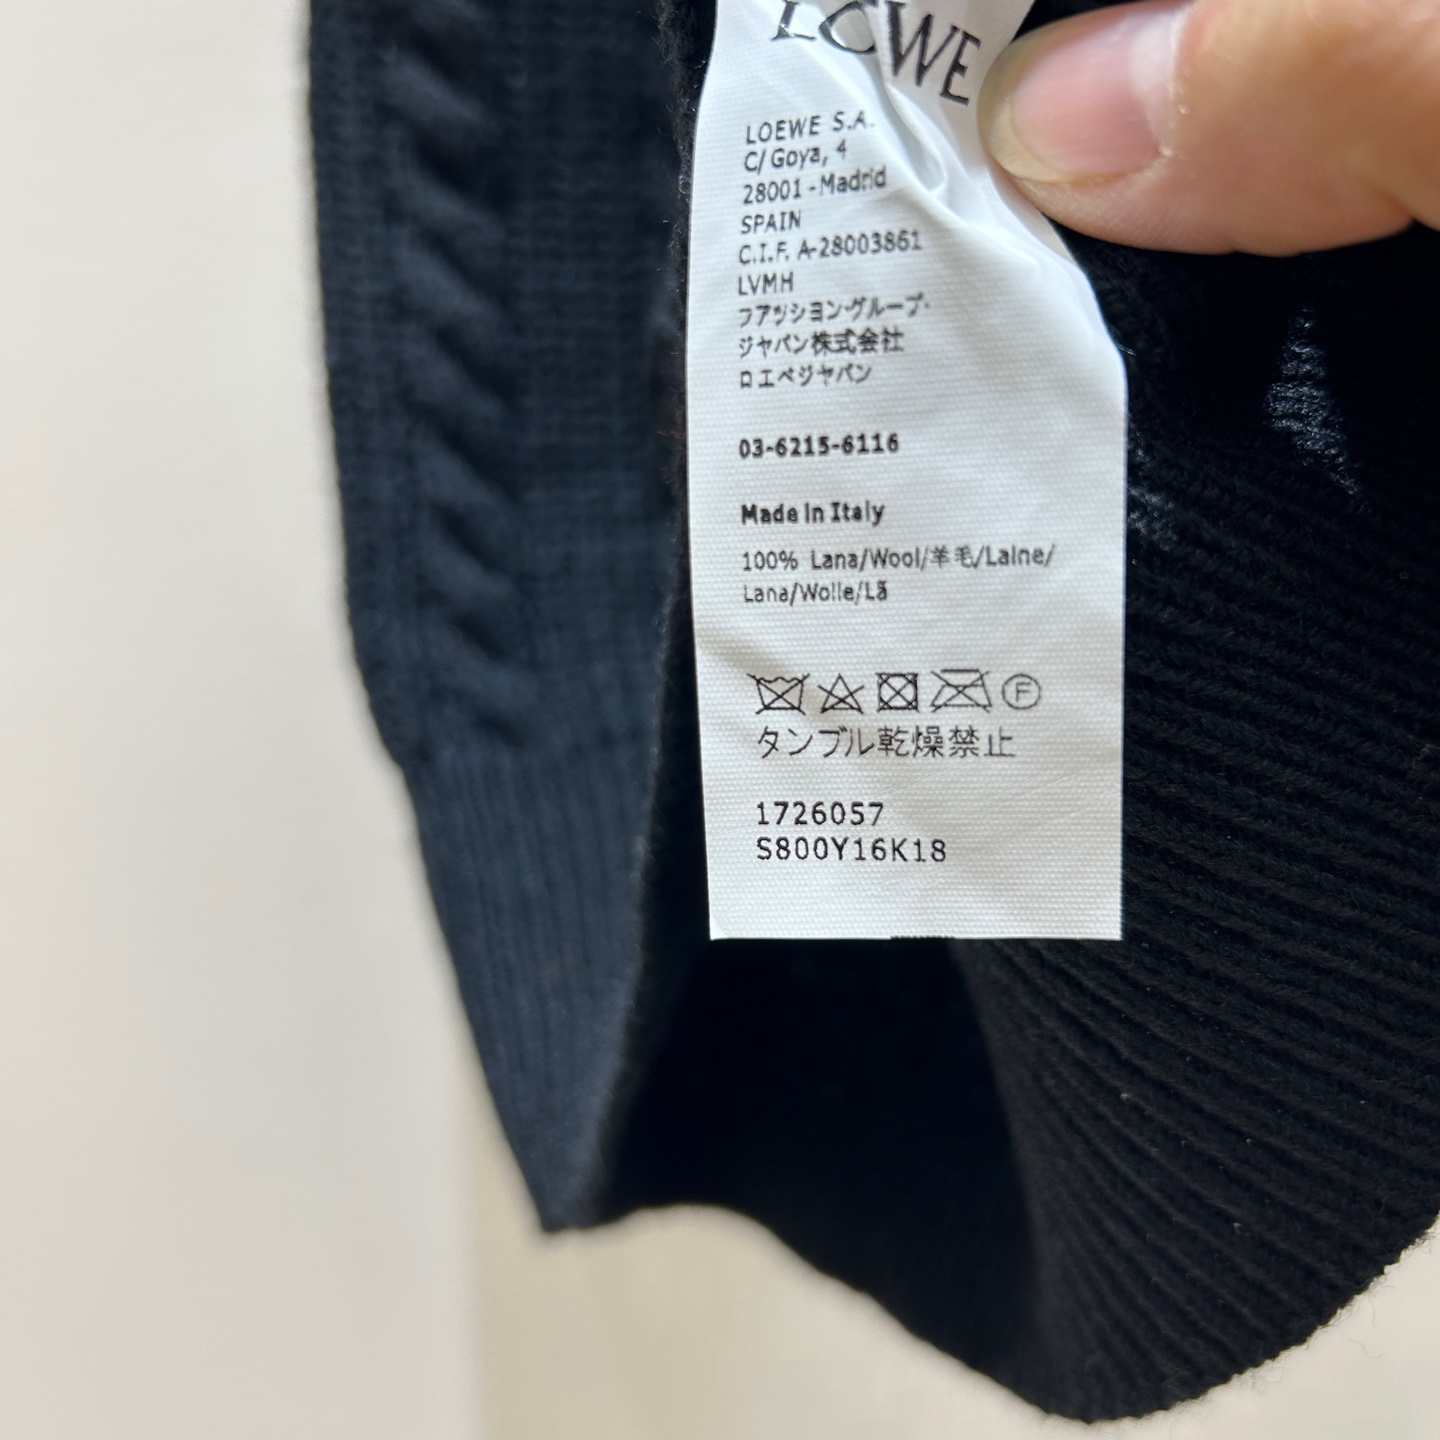 LOEWE
LOEWE S.A.
C/ Goya, 4
28001 - Madrid
SPAIN
C.I.F. A-28003861
LVMH
ファッション・グループ・
ジャパン株式会社
ロエベジャパン
03-6215-6116
Made in Italy
100% Lana/Wool/羊毛/Laine/
Lana/Wolle/Lã
F
タンブル乾燥禁止
1726057
S800Y16K18